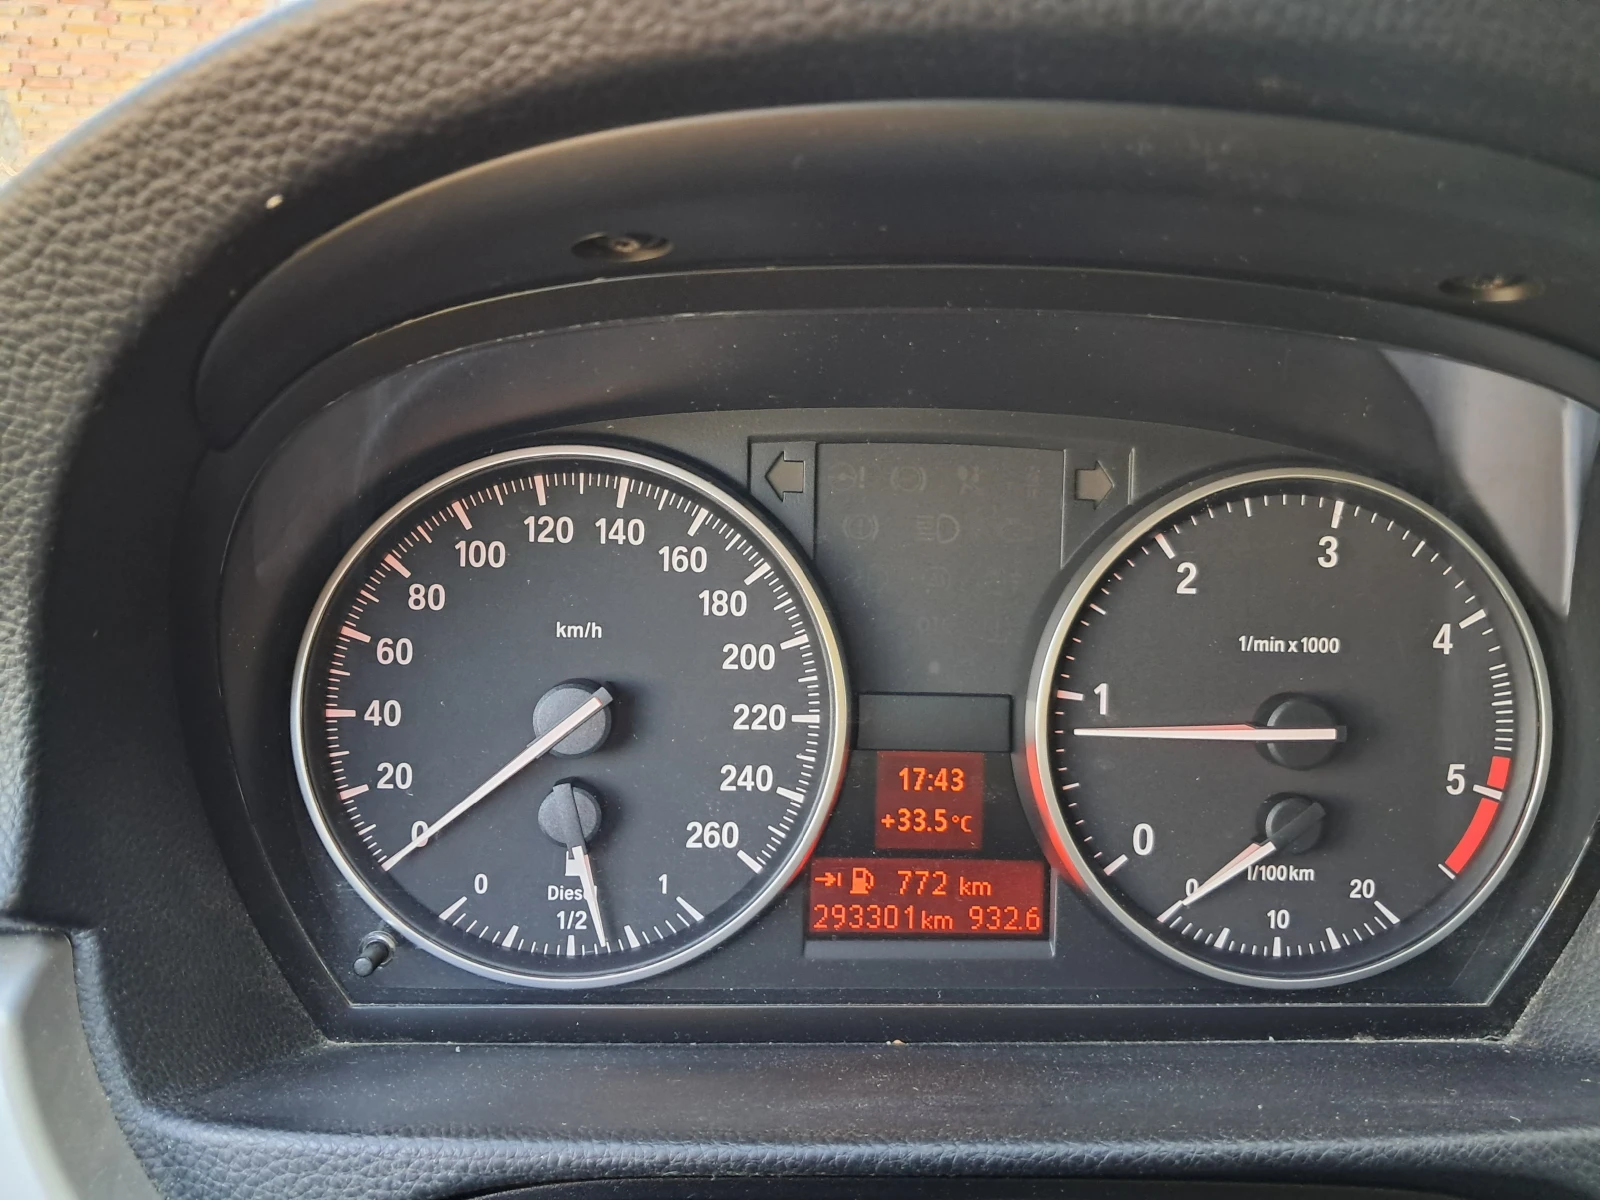 0 20 40 60 80 100 120 140 160 180 200 220 240 260
km/h
0 1/2 1
Diesel
17:43
+33.5°C
772 km
293301 km 932.6
0 1 2 3 4 5
1/min x 1000
l/100km
0 10 20